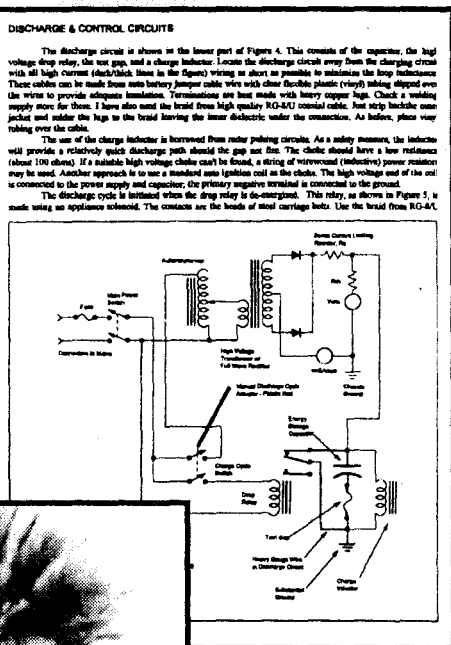 DISCHARGE & CONTROL CIRCUITS
The discharge circuit is shown in the lower part of Figure 4. This consists of the capacitor, the high
voltage drop relay, the test gap, and a charge inductor. Locate the discharge circuit away from the charging circuit
with all high current (dark/thick lines in the figure) wiring as short as possible to minimize the loop inductance
These cables can be made from auto battery jumper cable wire with clear flexible plastic (vinyl) tubing slipped over
the wires to provide adequate insulation. Terminations are best made with heavy copper lugs. Check a welding
supply store for these. I have also used the braid from high quality RG-8/U coaxial cable. Just strip back the outer
jacket and solder the lugs to the braid leaving the inner dielectric under the connection. As before, place vinyl
tubing over the cable.
The use of the charge inductor is borrowed from radar pulsing circuits. As a safety measure, the inductor
will provide a relatively quick discharge path should the gap not fire. The choke should have a low resistance
(about 100 ohms). If a suitable high voltage choke can't be found, a string of wirewound (inductive) power resistors
may be used. Another approach is to use a standard auto ignition coil as the choke. The high voltage end of the coil
is connected to the power supply and capacitor; the primary negative terminal is connected to the ground.
The discharge cycle is initiated when the drop relay is de-energized. This relay, as shown in Figure 5, is
made using an appliance solenoid. The contacts are the heads of steel carriage bolts. Use the braid from RG-8/U
Series Current Limiting
Resistor, Rs
Autotransformer
Main Power
Switch
Fuse
Volts
Connection to Mains
High Voltage
Transformer w/
Full Wave Rectifier
Chassis
Ground
Manual Discharge Cycle
Actuator - Plastic Rod
Energy
Storage
Capacitor
Charge Cycle
Switch
Drop
Relay
Test Gap
Heavy Gauge Wire
in Discharge Circuit
Substantial
Ground
Charge
Inductor